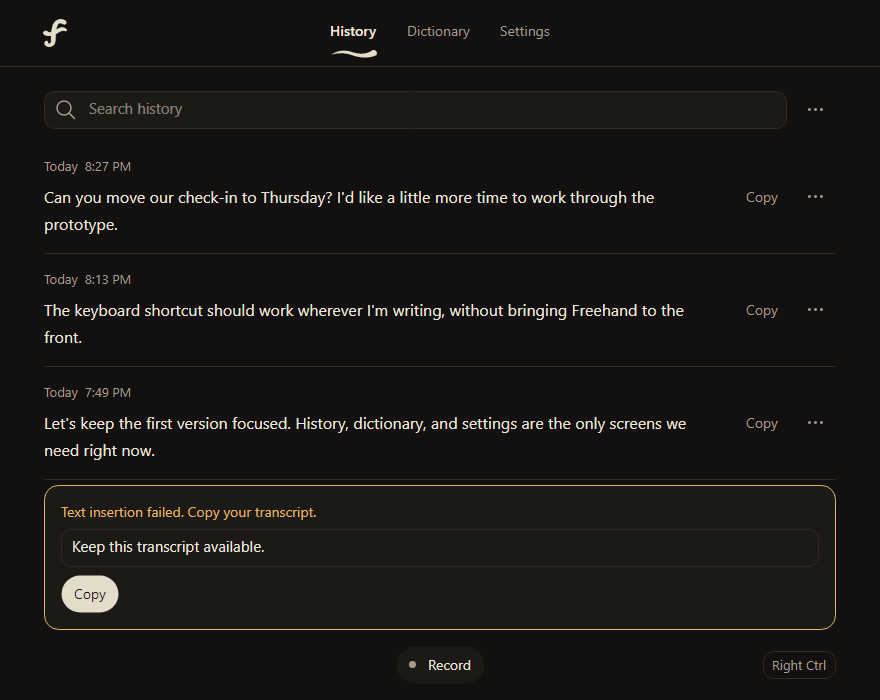 History Dictionary Settings
Search history
Today 8:27 PM
Can you move our check-in to Thursday? I'd like a little more time to work through the
prototype.
Copy
Today 8:13 PM
The keyboard shortcut should work wherever I'm writing, without bringing Freehand to the
front.
Copy
Today 7:49 PM
Let's keep the first version focused. History, dictionary, and settings are the only screens we
need right now.
Copy
Text insertion failed. Copy your transcript.
Keep this transcript available.
Copy
Record
Right Ctrl